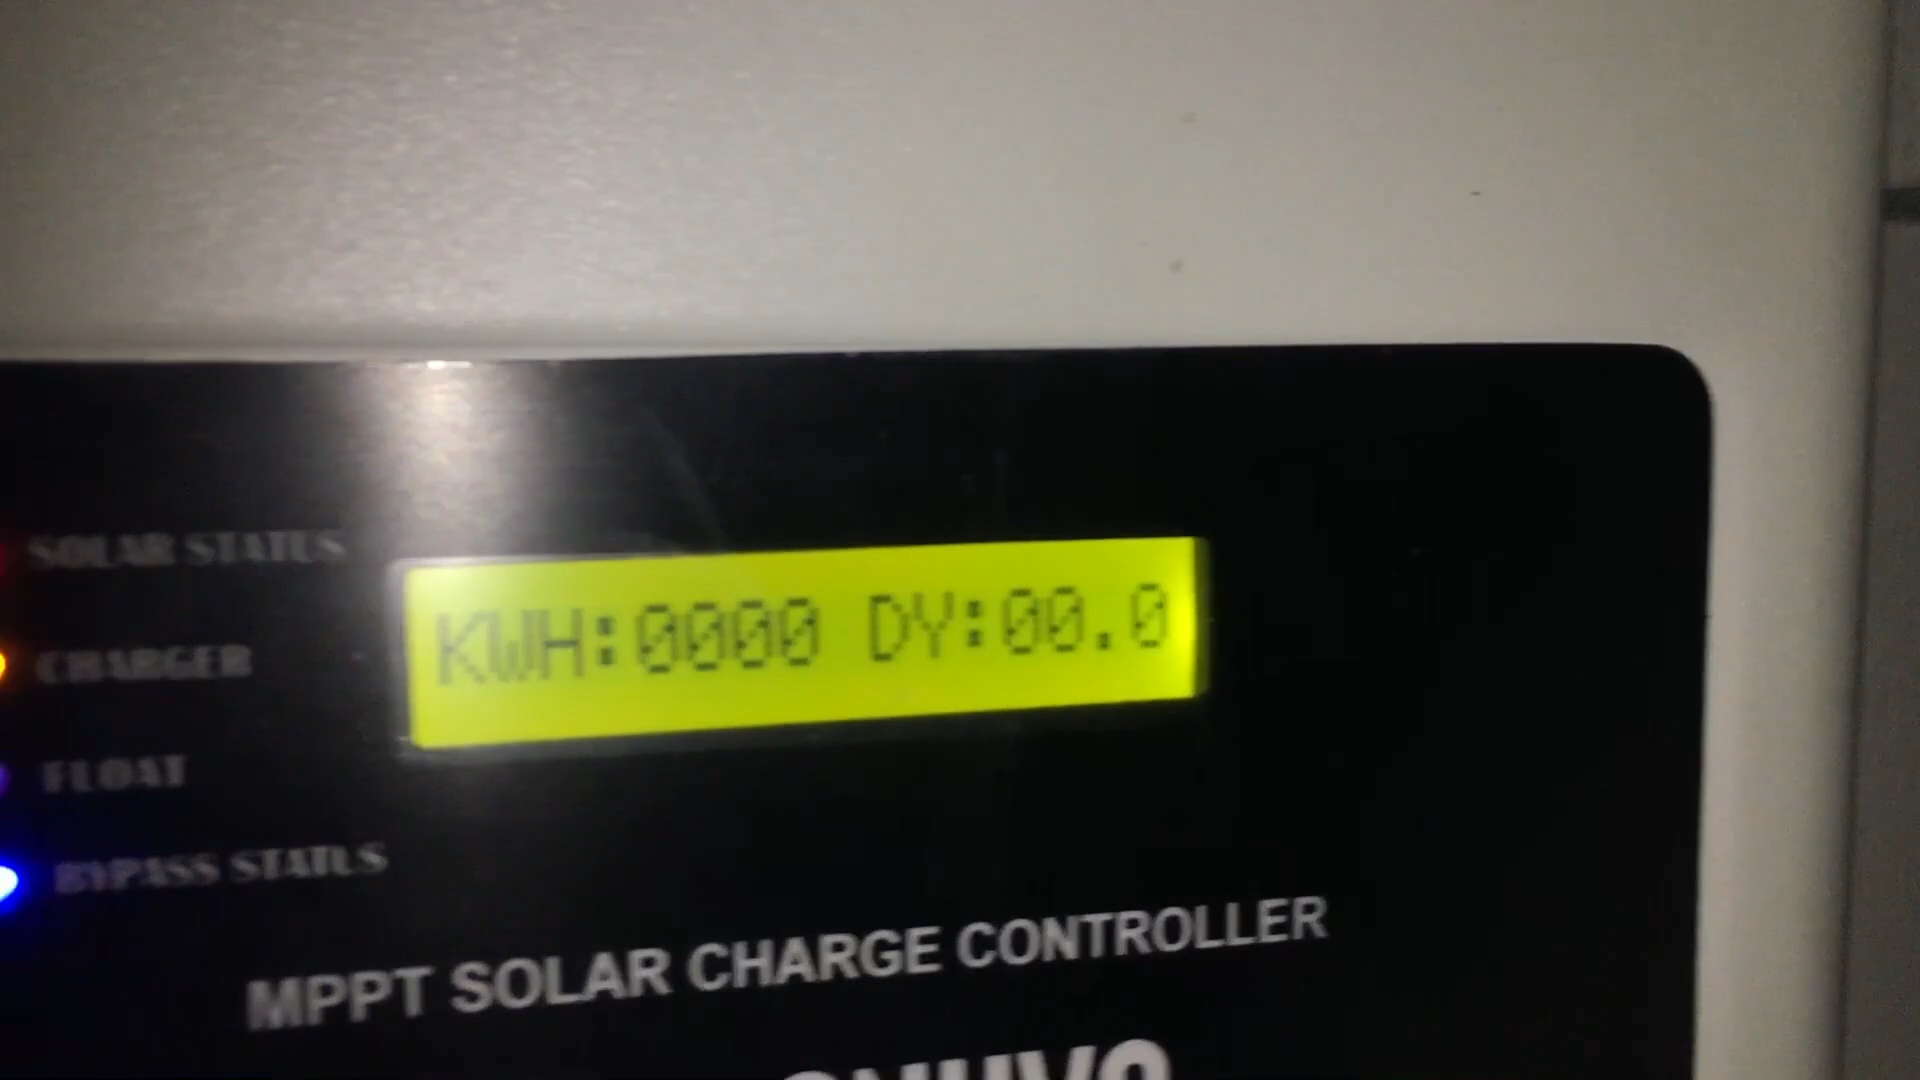 SOLAR STATUS
KWH:0000 DY:00.0
CHARGER
FLOAT
BYPASS STATUS
MPPT SOLAR CHARGE CONTROLLER